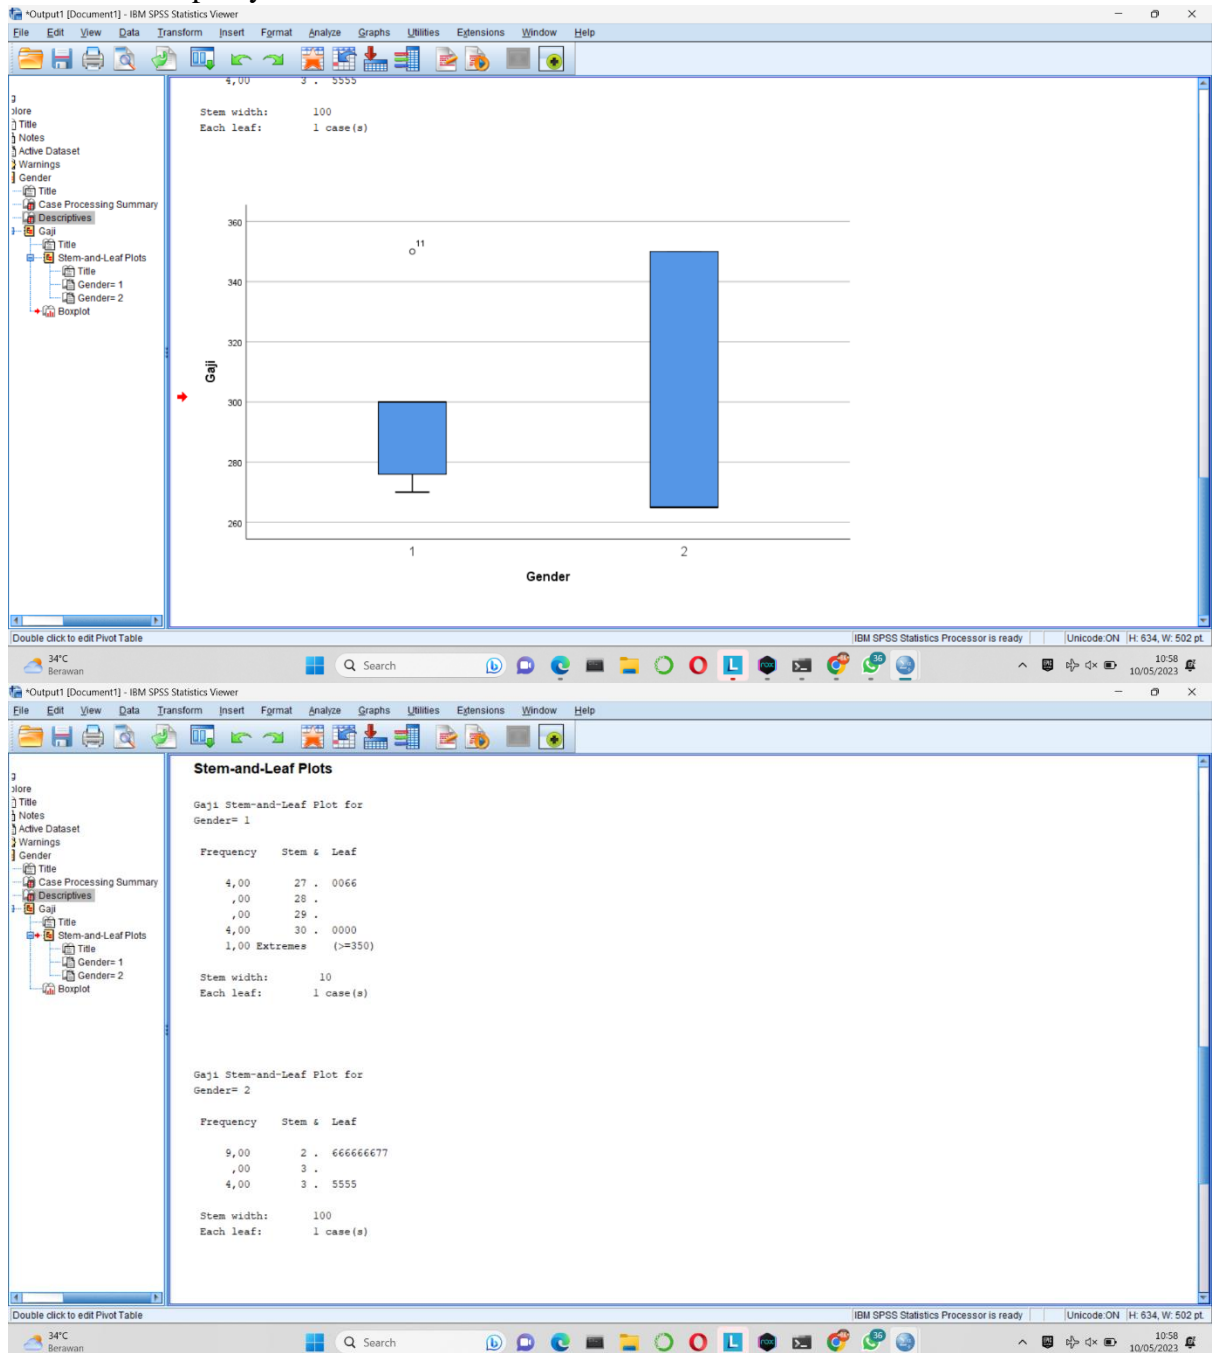 *Output1 [Document1] - IBM SPSS Statistics Viewer
File Edit View Data Transform Insert Format Analyze Graphs Utilities Extensions Window Help
plore
Title
Notes
Active Dataset
Warnings
Gender
Title
Case Processing Summary
Descriptives
Gaji
Title
Stem-and-Leaf Plots
Title
Gender= 1
Gender= 2
Boxplot
4,00 3 . 5555
Stem width: 100
Each leaf: 1 case(s)
360
340
320
300
280
260
11
Gaji
1 2
Gender
Double click to edit Pivot Table
IBM SPSS Statistics Processor is ready
Unicode:ON H: 634, W: 502 pt.
34°C
Berawan
Search
10:58
10/05/2023
*Output1 [Document1] - IBM SPSS Statistics Viewer
File Edit View Data Transform Insert Format Analyze Graphs Utilities Extensions Window Help
plore
Title
Notes
Active Dataset
Warnings
Gender
Title
Case Processing Summary
Descriptives
Gaji
Title
Stem-and-Leaf Plots
Title
Gender= 1
Gender= 2
Boxplot
Stem-and-Leaf Plots
Gaji Stem-and-Leaf Plot for
Gender= 1
Frequency Stem & Leaf
4,00 27 . 0066
,00 28 .
,00 29 .
4,00 30 . 0000
1,00 Extremes (>=350)
Stem width: 10
Each leaf: 1 case(s)
Gaji Stem-and-Leaf Plot for
Gender= 2
Frequency Stem & Leaf
9,00 2 . 666666677
,00 3 .
4,00 3 . 5555
Stem width: 100
Each leaf: 1 case(s)
Double click to edit Pivot Table
IBM SPSS Statistics Processor is ready
Unicode:ON H: 634, W: 502 pt.
34°C
Berawan
Search
10:58
10/05/2023